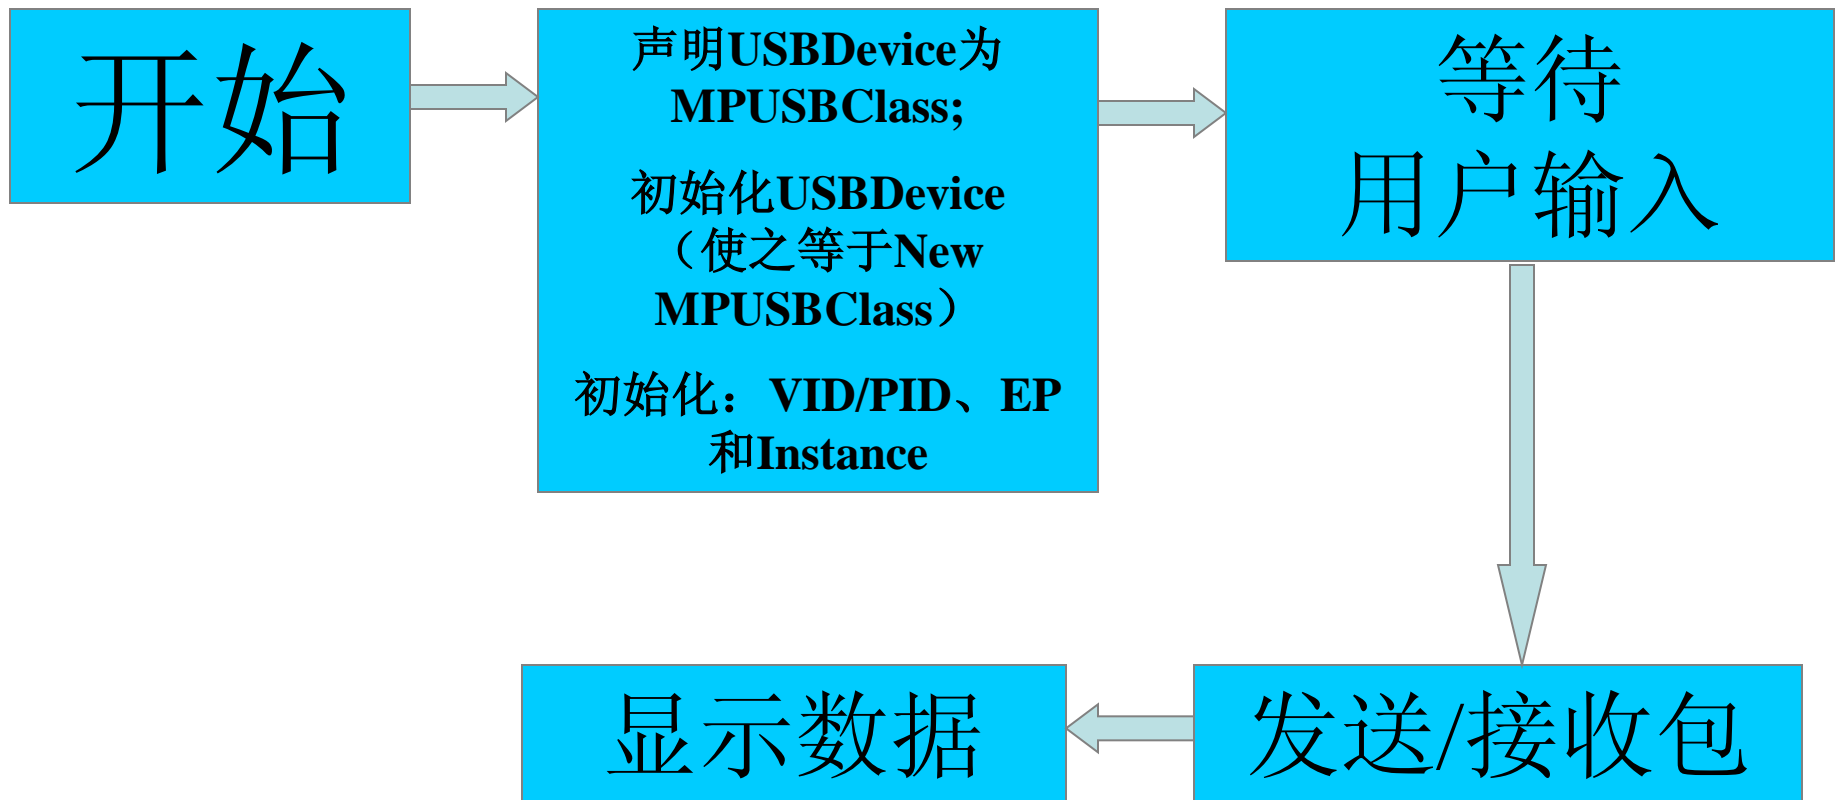 开始
声明USBDevice为
MPUSBClass;
初始化USBDevice
（使之等于New
MPUSBClass）
初始化：VID/PID、EP
和Instance
等待
用户输入
发送/接收包
显示数据